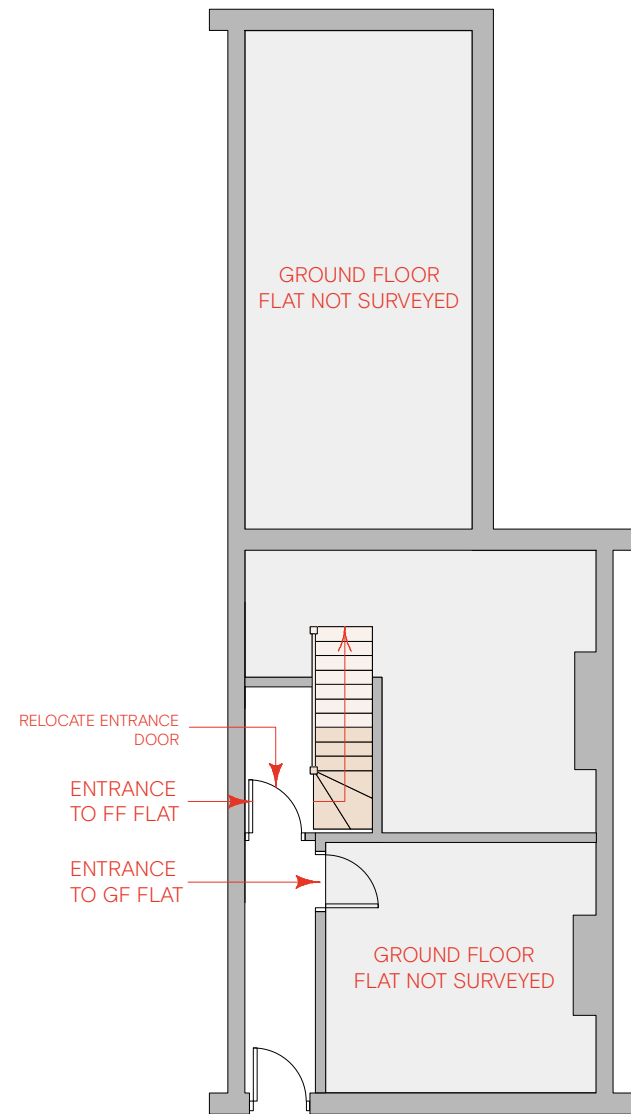 GROUND FLOOR
FLAT NOT SURVEYED
RELOCATE ENTRANCE
DOOR
ENTRANCE
TO FF FLAT
ENTRANCE
TO GF FLAT
GROUND FLOOR
FLAT NOT SURVEYED